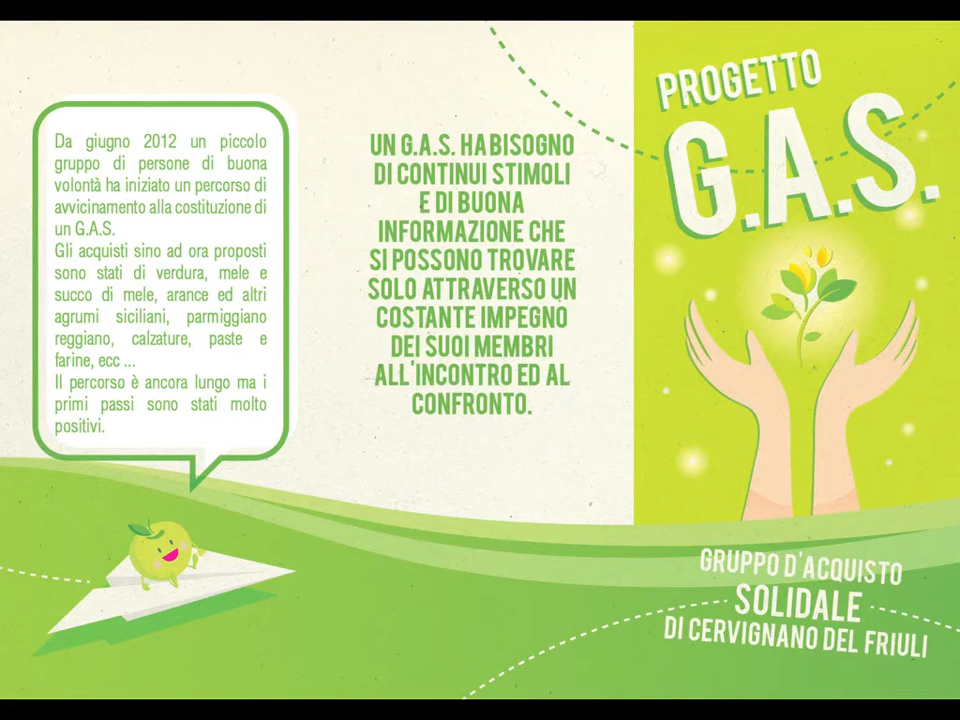 Da giugno 2012 un piccolo
gruppo di persone di buona
volontà ha iniziato un percorso di
avvicinamento alla costituzione di
un G.A.S.
Gli acquisti sino ad ora proposti
sono stati di verdura, mele e
succo di mele, arance ed altri
agrumi siciliani, parmiggiano
reggiano, calzature, paste e
farine, ecc ...
Il percorso è ancora lungo ma i
primi passi sono stati molto
positivi.
UN G.A.S. HA BISOGNO
DI CONTINUI STIMOLI
E DI BUONA
INFORMAZIONE CHE
SI POSSONO TROVARE
SOLO ATTRAVERSO UN
COSTANTE IMPEGNO
DEI SUOI MEMBRI
ALL'INCONTRO ED AL
CONFRONTO.
PROGETTO
G.A.S.
GRUPPO D'ACQUISTO
SOLIDALE
DI CERVIGNANO DEL FRIULI